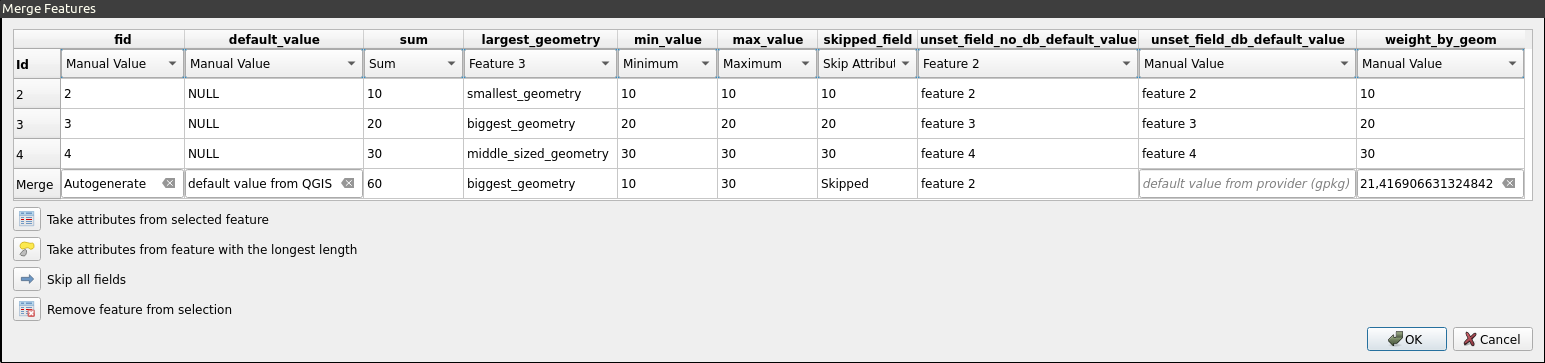 Merge Features
fid default_value sum largest_geometry min_value max_value skipped_field unset_field_no_db_default_value unset_field_db_default_value weight_by_geom
Id Manual Value Manual Value Sum Feature 3 Minimum Maximum Skip Attribut Feature 2 Manual Value Manual Value
2 2 NULL 10 smallest_geometry 10 10 10 feature 2 feature 2 10
3 3 NULL 20 biggest_geometry 20 20 20 feature 3 feature 3 20
4 4 NULL 30 middle_sized_geometry 30 30 30 feature 4 feature 4 30
Merge Autogenerate default value from QGIS 60 biggest_geometry 10 30 Skipped feature 2 default value from provider (gpkg) 21,416906631324842
Take attributes from selected feature
Take attributes from feature with the longest length
Skip all fields
Remove feature from selection
OK Cancel